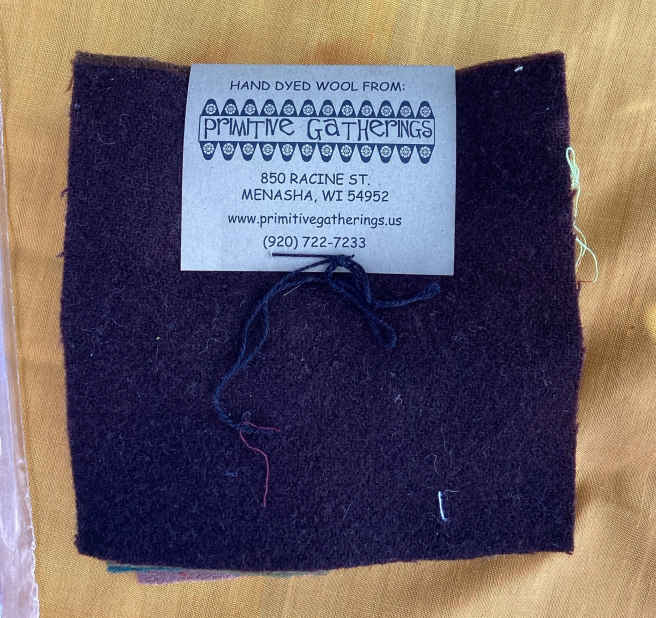 HAND DYED WOOL FROM:
PRIMITIVE GATHERINGS
850 RACINE ST.
MENASHA, WI 54952
www.primitivegatherings.us
(920) 722-7233